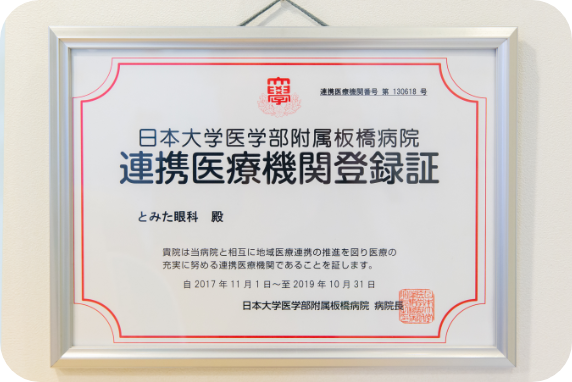 連携医療機関番号 第 130618 号
日本大学医学部附属板橋病院
連携医療機関登録証
とみた眼科 殿
貴院は当病院と相互に地域医療連携の推進を図り医療の
充実に努める連携医療機関であることを証します。
自 2017 年 11 月 1 日～至 2019 年 10 月 31 日
日本大学医学部附属板橋病院 病院長